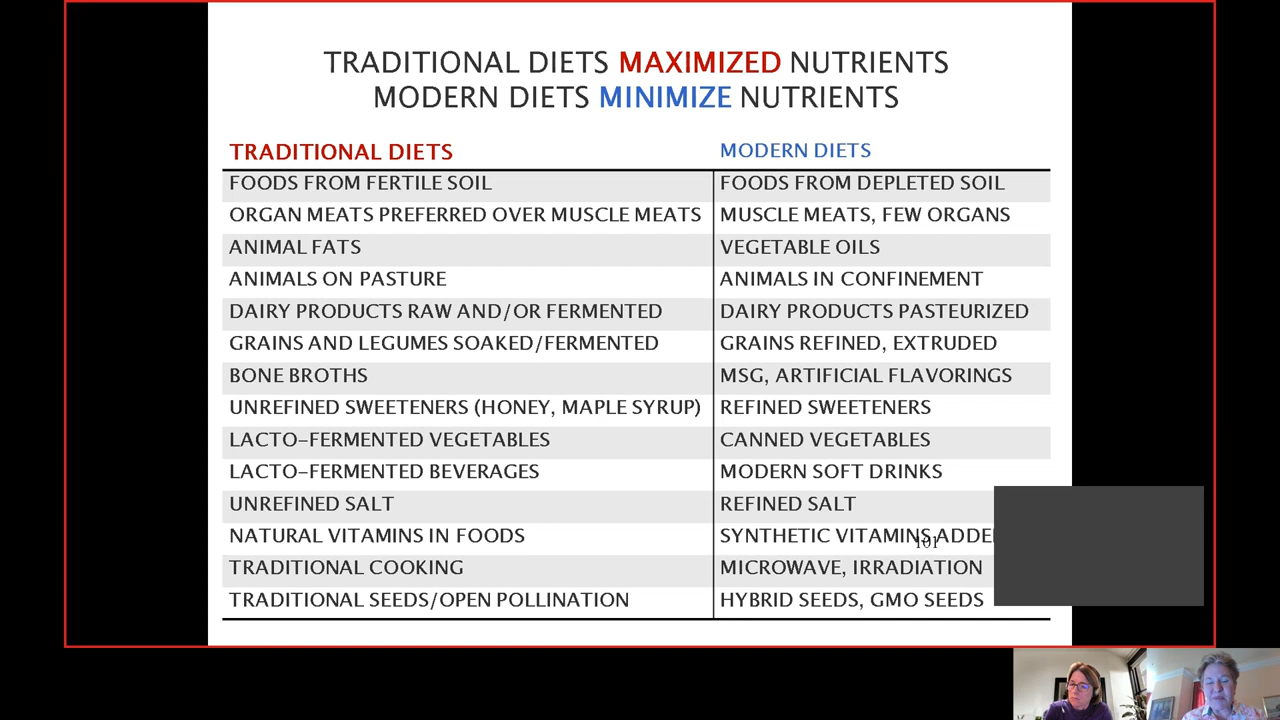 TRADITIONAL DIETS MAXIMIZED NUTRIENTS
MODERN DIETS MINIMIZE NUTRIENTS
TRADITIONAL DIETS MODERN DIETS
FOODS FROM FERTILE SOIL FOODS FROM DEPLETED SOIL
ORGAN MEATS PREFERRED OVER MUSCLE MEATS MUSCLE MEATS, FEW ORGANS
ANIMAL FATS VEGETABLE OILS
ANIMALS ON PASTURE ANIMALS IN CONFINEMENT
DAIRY PRODUCTS RAW AND/OR FERMENTED DAIRY PRODUCTS PASTEURIZED
GRAINS AND LEGUMES SOAKED/FERMENTED GRAINS REFINED, EXTRUDED
BONE BROTHS MSG, ARTIFICIAL FLAVORINGS
UNREFINED SWEETENERS (HONEY, MAPLE SYRUP) REFINED SWEETENERS
LACTO-FERMENTED VEGETABLES CANNED VEGETABLES
LACTO-FERMENTED BEVERAGES MODERN SOFT DRINKS
UNREFINED SALT REFINED SALT
NATURAL VITAMINS IN FOODS SYNTHETIC VITAMINS
101
TRADITIONAL COOKING MICROWAVE, IRRADIATION
TRADITIONAL SEEDS/OPEN POLLINATION HYBRID SEEDS, GMO SEEDS